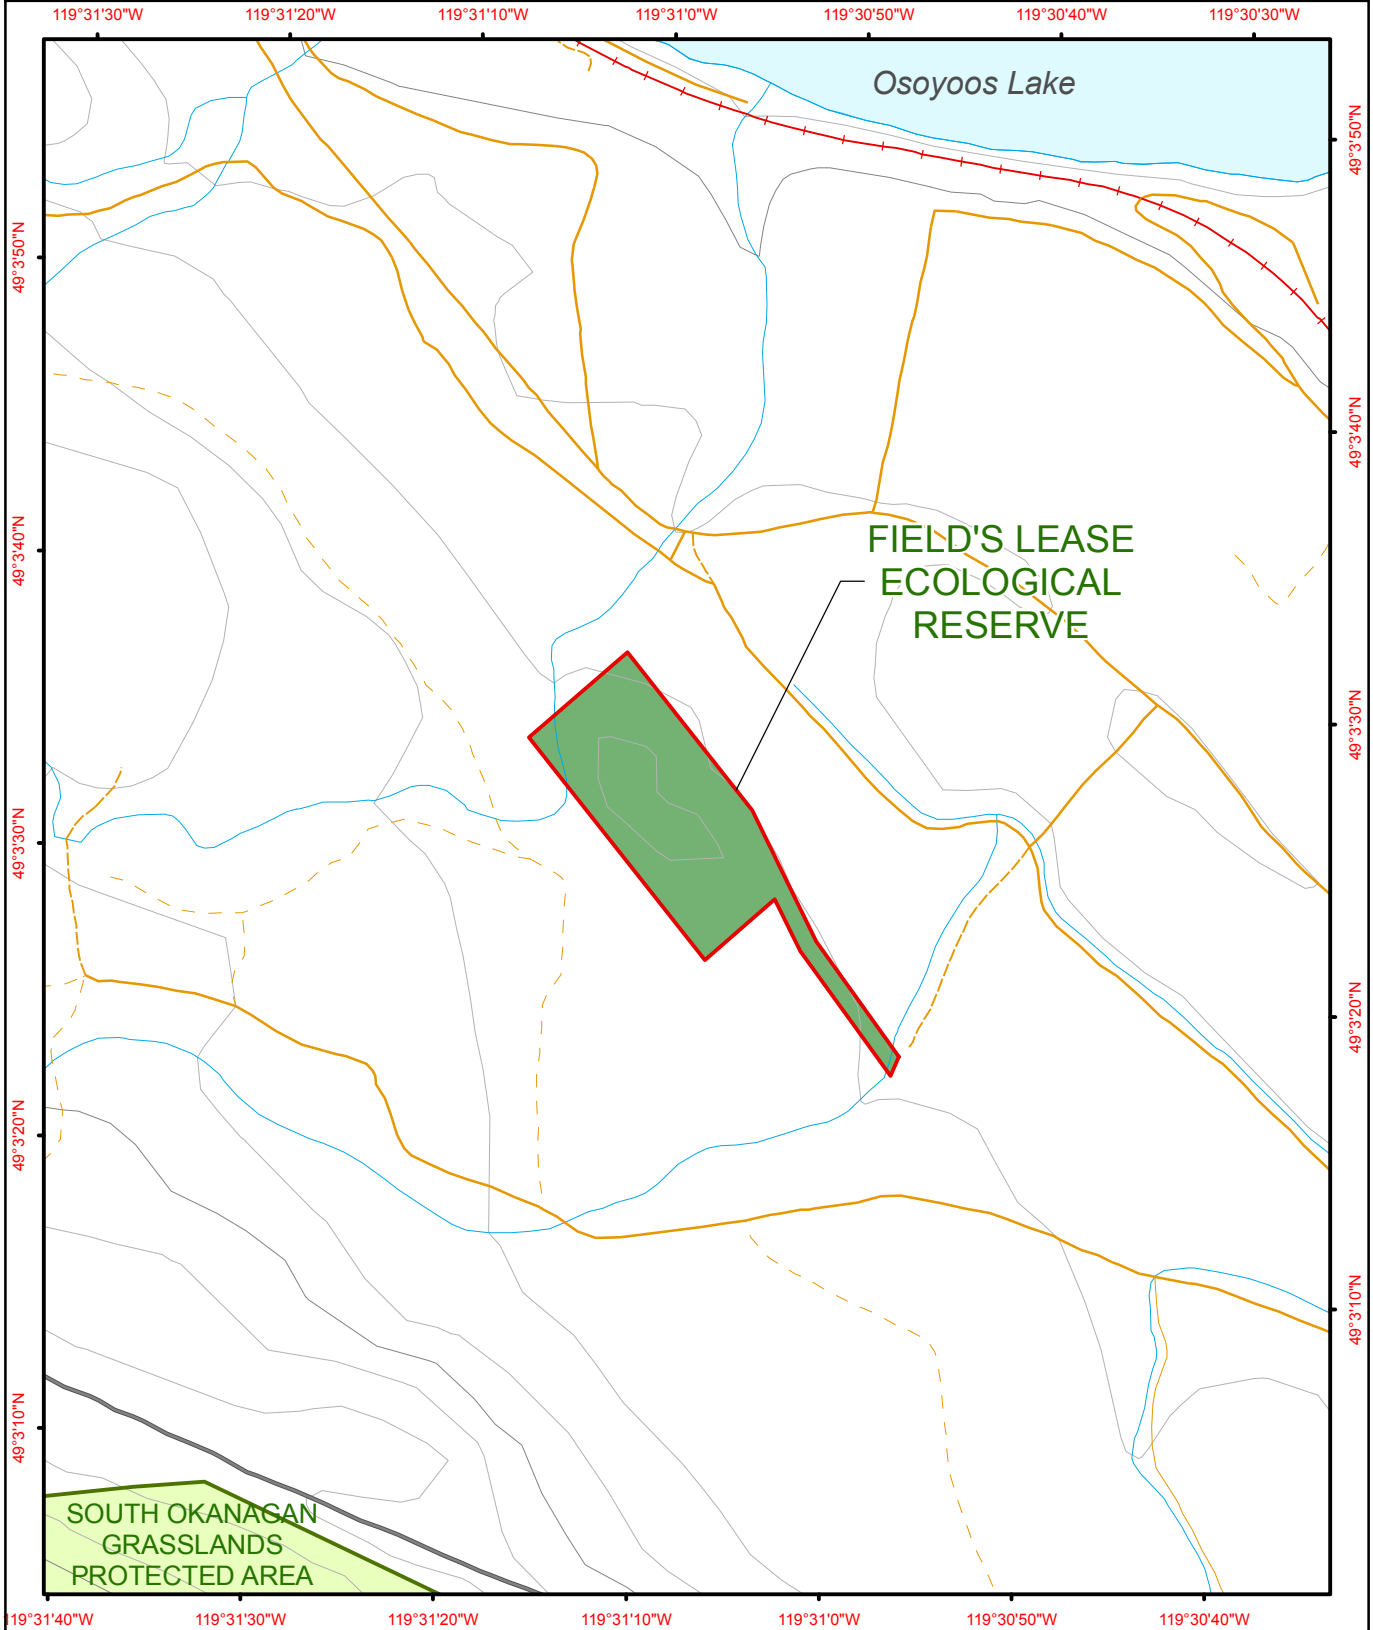 119°31'30"W 119°31'20"W 119°31'10"W 119°31'0"W 119°30'50"W 119°30'40"W 119°30'30"W
Osoyoos Lake
49°3'50"N
49°3'50"N
49°3'40"N
49°3'40"N
FIELD'S LEASE
ECOLOGICAL
RESERVE
49°3'30"N
49°3'30"N
49°3'20"N
49°3'20"N
49°3'10"N
49°3'10"N
SOUTH OKANAGAN
GRASSLANDS
PROTECTED AREA
119°31'40"W 119°31'30"W 119°31'20"W 119°31'10"W 119°31'0"W 119°30'50"W 119°30'40"W